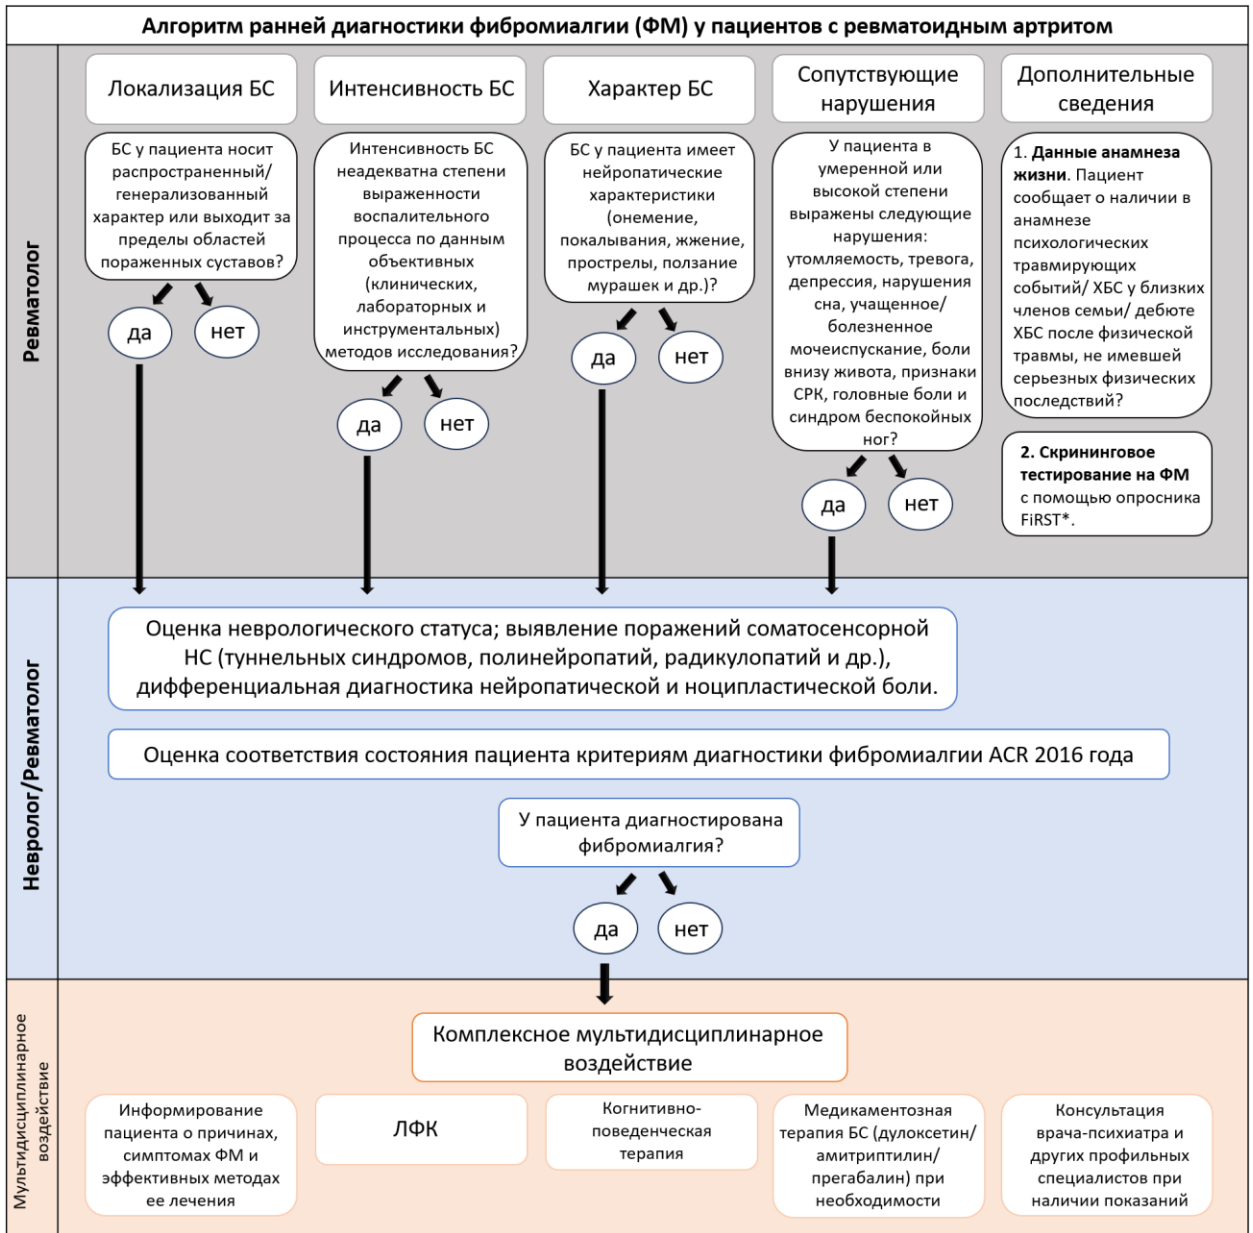 Алгоритм ранней диагностики фибромиалгии (ФМ) у пациентов с ревматоидным артритом
Ревматолог
Локализация БС
БС у пациента носит
распространенный/
генерализованный
характер или выходит за
пределы областей
пораженных суставов?
да
нет
Интенсивность БС
Интенсивность БС
неадекватна степени
выраженности
воспалительного
процесса по данным
объективных
(клинических,
лабораторных и
инструментальных)
методов исследования?
да
нет
Характер БС
БС у пациента имеет
нейропатические
характеристики
(онемение,
покалывания, жжение,
прострелы, ползание
мурашек и др.)?
да
нет
Сопутствующие
нарушения
У пациента в
умеренной или
высокой степени
выражены следующие
нарушения:
утомляемость, тревога,
депрессия, нарушения
сна, учащенное/
болезненное
мочеиспускание, боли
внизу живота, признаки
СРК, головные боли и
синдром беспокойных
ног?
да
нет
Дополнительные
сведения
1. Данные анамнеза
жизни. Пациент
сообщает о наличии в
анамнезе
психологических
травмирующих
событий/ ХБС у близких
членов семьи/ дебюте
ХБС после физической
травмы, не имевшей
серьезных физических
последствий?
2. Скрининговое
тестирование на ФМ
с помощью опросника
FiRST*.
Невролог/Ревматолог
Оценка неврологического статуса; выявление поражений соматосенсорной
НС (туннельных синдромов, полинейропатий, радикулопатий и др.),
дифференциальная диагностика нейропатической и ноципластической боли.
Оценка соответствия состояния пациента критериям диагностики фибромиалгии ACR 2016 года
У пациента диагностирована
фибромиалгия?
да
нет
Мультидисциплинарное
воздействие
Комплексное мультидисциплинарное
воздействие
Информирование
пациента о причинах,
симптомах ФМ и
эффективных методах
ее лечения
ЛФК
Когнитивно-
поведенческая
терапия
Медикаментозная
терапия БС (дулоксетин/
амитриптилин/
прегабалин) при
необходимости
Консультация
врача-психиатра и
других профильных
специалистов при
наличии показаний